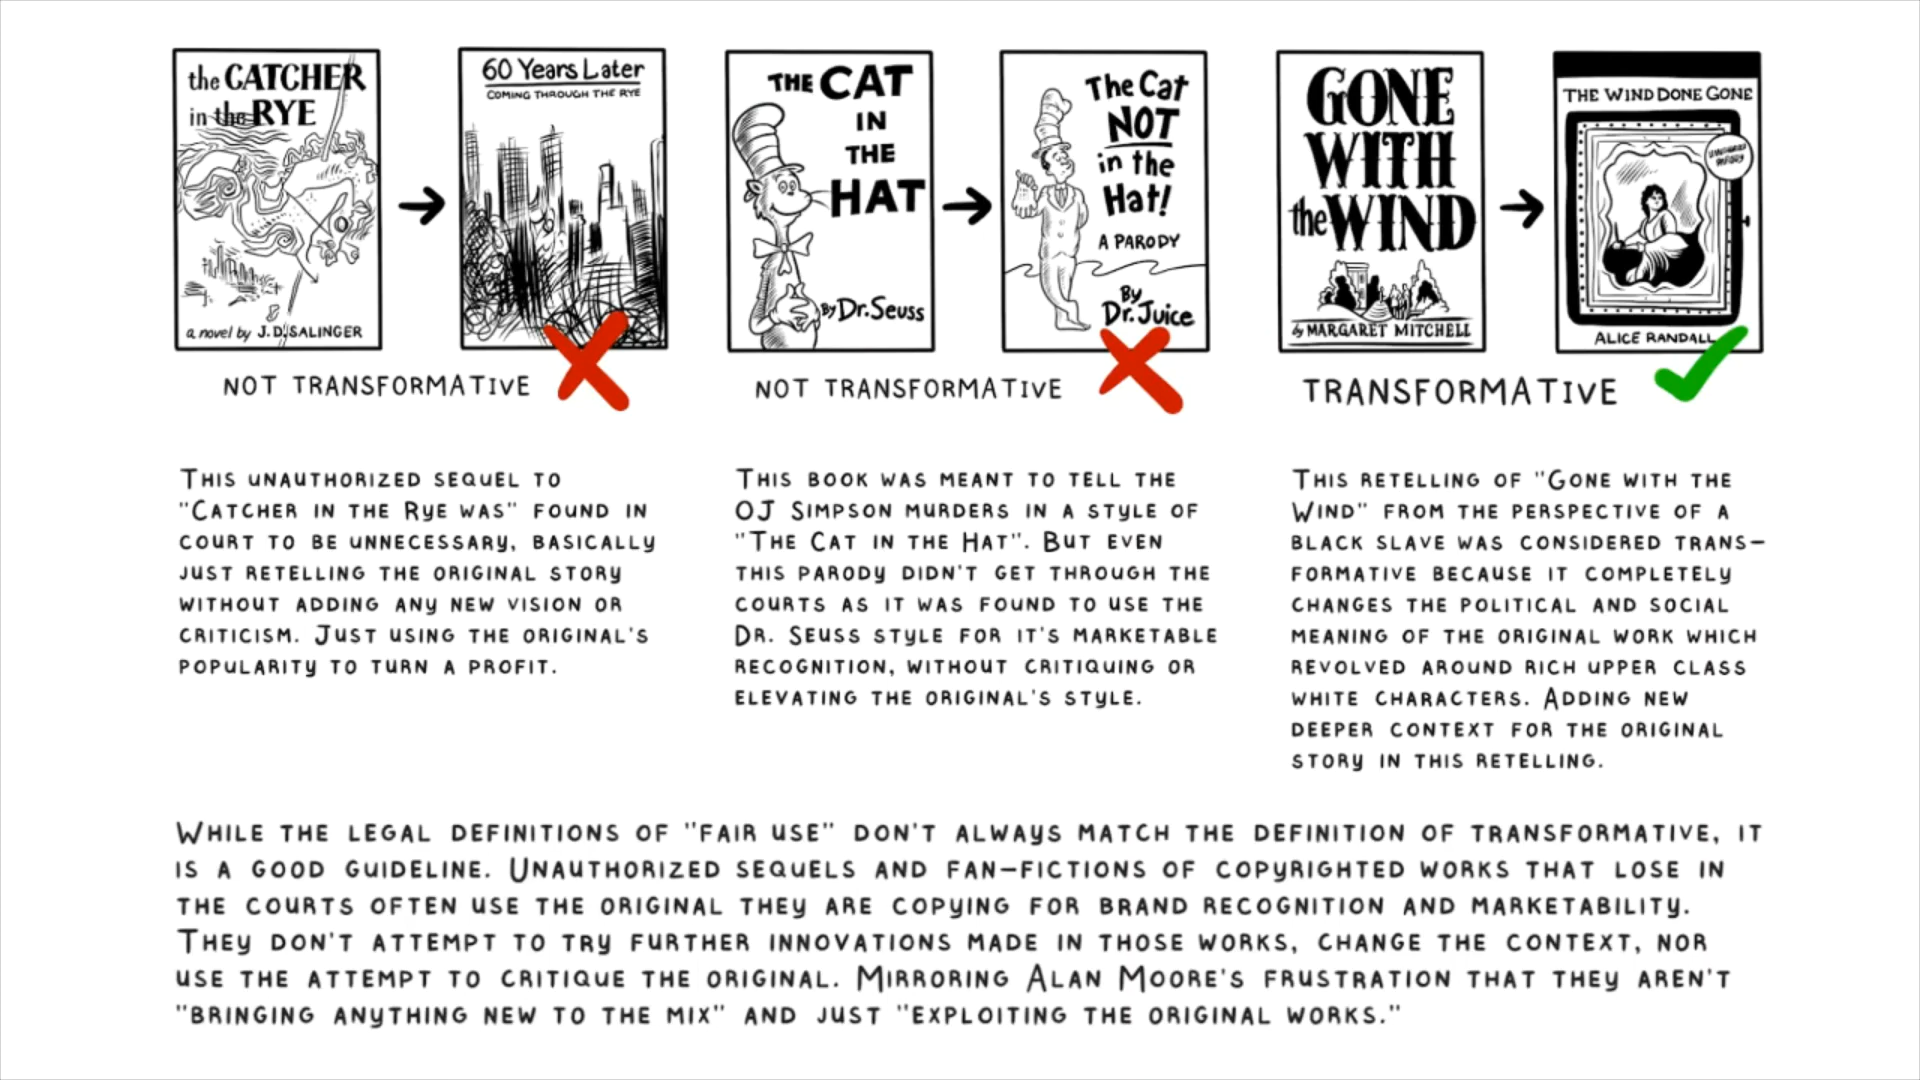 the CATCHER
in the RYE
a novel by J.D. SALINGER
60 Years Later
COMING THROUGH THE RYE
THE CAT
IN
THE
HAT
By Dr. Seuss
The Cat
NOT
in the
Hat!
A PARODY
By
Dr. Juice
GONE
WITH
the WIND
by MARGARET MITCHELL
THE WIND DONE GONE
UNAUTHORIZED
PARODY
ALICE RANDALL
NOT TRANSFORMATIVE
NOT TRANSFORMATIVE
TRANSFORMATIVE
THIS UNAUTHORIZED SEQUEL TO
"CATCHER IN THE RYE WAS" FOUND IN
COURT TO BE UNNECESSARY, BASICALLY
JUST RETELLING THE ORIGINAL STORY
WITHOUT ADDING ANY NEW VISION OR
CRITICISM. JUST USING THE ORIGINAL'S
POPULARITY TO TURN A PROFIT.
THIS BOOK WAS MEANT TO TELL THE
OJ SIMPSON MURDERS IN A STYLE OF
"THE CAT IN THE HAT". BUT EVEN
THIS PARODY DIDN'T GET THROUGH THE
COURTS AS IT WAS FOUND TO USE THE
DR. SEUSS STYLE FOR IT'S MARKETABLE
RECOGNITION, WITHOUT CRITIQUING OR
ELEVATING THE ORIGINAL'S STYLE.
THIS RETELLING OF "GONE WITH THE
WIND" FROM THE PERSPECTIVE OF A
BLACK SLAVE WAS CONSIDERED TRANS-
FORMATIVE BECAUSE IT COMPLETELY
CHANGES THE POLITICAL AND SOCIAL
MEANING OF THE ORIGINAL WORK WHICH
REVOLVED AROUND RICH UPPER CLASS
WHITE CHARACTERS. ADDING NEW
DEEPER CONTEXT FOR THE ORIGINAL
STORY IN THIS RETELLING.
WHILE THE LEGAL DEFINITIONS OF "FAIR USE" DON'T ALWAYS MATCH THE DEFINITION OF TRANSFORMATIVE, IT
IS A GOOD GUIDELINE. UNAUTHORIZED SEQUELS AND FAN-FICTIONS OF COPYRIGHTED WORKS THAT LOSE IN
THE COURTS OFTEN USE THE ORIGINAL THEY ARE COPYING FOR BRAND RECOGNITION AND MARKETABILITY.
THEY DON'T ATTEMPT TO TRY FURTHER INNOVATIONS MADE IN THOSE WORKS, CHANGE THE CONTEXT, NOR
USE THE ATTEMPT TO CRITIQUE THE ORIGINAL. MIRRORING ALAN MOORE'S FRUSTRATION THAT THEY AREN'T
"BRINGING ANYTHING NEW TO THE MIX" AND JUST "EXPLOITING THE ORIGINAL WORKS."